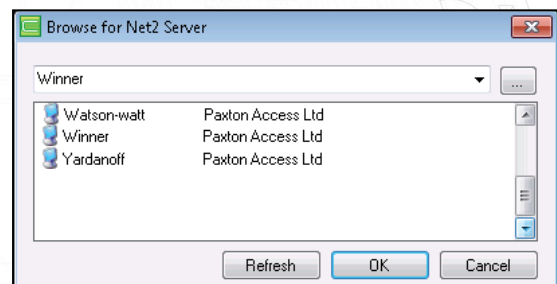 Browse for Net2 Server
Winner
...
Watson-watt Paxton Access Ltd
Winner Paxton Access Ltd
Yardanoff Paxton Access Ltd
Refresh OK Cancel